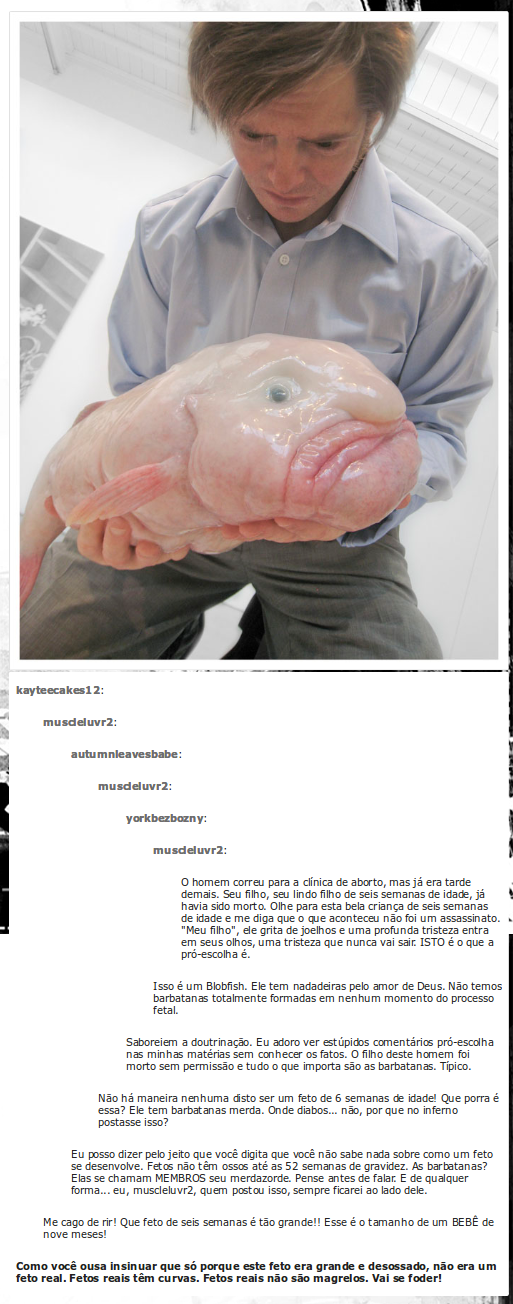 kayteecakes12:
muscleluvr2:
autumnleavesbabe:
muscleluvr2:
yorkbezbozny:
muscleluvr2:
O homem correu para a clínica de aborto, mas já era tarde
demais. Seu filho, seu lindo filho de seis semanas de idade, já
havia sido morto. Olhe para esta bela criança de seis semanas
de idade e me diga que o que aconteceu não foi um assassinato.
"Meu filho", ele grita de joelhos e uma profunda tristeza entra
em seus olhos, uma tristeza que nunca vai sair. ISTO é o que a
pró-escolha é.
Isso é um Blobfish. Ele tem nadadeiras pelo amor de Deus. Não temos
barbatanas totalmente formadas em nenhum momento do processo
fetal.
Saboreiem a doutrinação. Eu adoro ver estúpidos comentários pró-escolha
nas minhas matérias sem conhecer os fatos. O filho deste homem foi
morto sem permissão e tudo o que importa são as barbatanas. Típico.
Não há maneira nenhuma disto ser um feto de 6 semanas de idade! Que porra é
essa? Ele tem barbatanas merda. Onde diabos... não, por que no inferno
postasse isso?
Eu posso dizer pelo jeito que você digita que você não sabe nada sobre como um feto
se desenvolve. Fetos não têm ossos até as 52 semanas de gravidez. As barbatanas?
Elas se chamam MEMBROS seu merdazorde. Pense antes de falar. E de qualquer
forma... eu, muscleluvr2, quem postou isso, sempre ficarei ao lado dele.
Me cago de rir! Que feto de seis semanas é tão grande!! Esse é o tamanho de um BEBÊ de
nove meses!
Como você ousa insinuar que só porque este feto era grande e desossado, não era um
feto real. Fetos reais têm curvas. Fetos reais não são magrelos. Vai se foder!